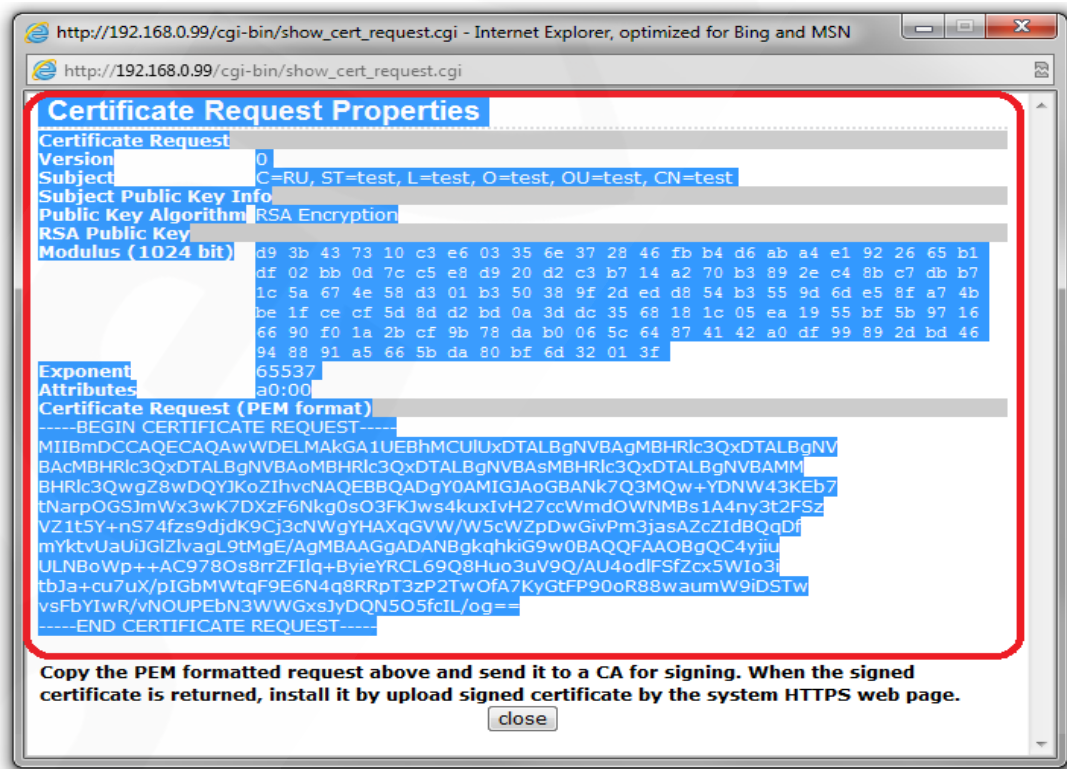 http://192.168.0.99/cgi-bin/show_cert_request.cgi - Internet Explorer, optimized for Bing and MSN
http://192.168.0.99/cgi-bin/show_cert_request.cgi
Certificate Request Properties
Certificate Request
Version 0
Subject C=RU, ST=test, L=test, O=test, OU=test, CN=test
Subject Public Key Info
Public Key Algorithm RSA Encryption
RSA Public Key
Modulus (1024 bit) d9 3b 43 73 10 c3 e6 03 35 6e 37 28 46 fb b4 d6 ab a4 e1 92 26 65 b1
df 02 bb 0d 7c c5 e8 d9 20 d2 c3 b7 14 a2 70 b3 89 2e c4 8b c7 db b7
1c 5a 67 4e 58 d3 01 b3 50 38 9f 2d ed d8 54 b3 55 9d 6d e5 8f a7 4b
be 1f ce cf 5d 8d d2 bd 0a 3d dc 35 68 18 1c 05 ea 19 55 bf 5b 97 16
66 90 f0 1a 2b cf 9b 78 da b0 06 5c 64 87 41 42 a0 df 99 89 2d bd 46
94 88 91 a5 66 5b da 80 bf 6d 32 01 3f
Exponent 65537
Attributes a0:00
Certificate Request (PEM format)
-----BEGIN CERTIFICATE REQUEST-----
MIIBmDCCAQECAQAwWDELMAkGA1UEBhMCUlUxDTALBgNVBAgMBHRlc3QxDTALBgNV
BAcMBHRlc3QxDTALBgNVBAoMBHRlc3QxDTALBgNVBAsMBHRlc3QxDTALBgNVBAMM
BHRlc3QwgZ8wDQYJKoZIhvcNAQEBBQADgY0AMIGJAoGBANk7Q3MQw+YDNW43KEb7
tNarpOGSJmWx3wK7DXzF6Nkg0sO3FKJws4kuxIvH27ccWmdOWNMBs1A4ny3t2FSz
VZ1t5Y+nS74fzs9djdK9Cj3cNWgYHAXqGVW/W5cWZpDwGivPm3jasAZcZIdBQqDf
mYktvUaUiJGlZlvagL9tMgE/AgMBAAGgADANBgkqhkiG9w0BAQQFAAOBgQC4yjiu
ULNBoWp++AC978Os8rrZFIlq+ByieYRCL69Q8Huo3uV9Q/AU4odlFSfZcx5WIo3i
tbJa+cu7uX/pIGbMWtqF9E6N4q8RRpT3zP2TwOfA7KyGtFP90oR88waumW9iDSTw
vsFbYIwR/vNOUPEbN3WWGxsJyDQN5O5fcIL/og==
-----END CERTIFICATE REQUEST-----
Copy the PEM formatted request above and send it to a CA for signing. When the signed
certificate is returned, install it by upload signed certificate by the system HTTPS web page.
close